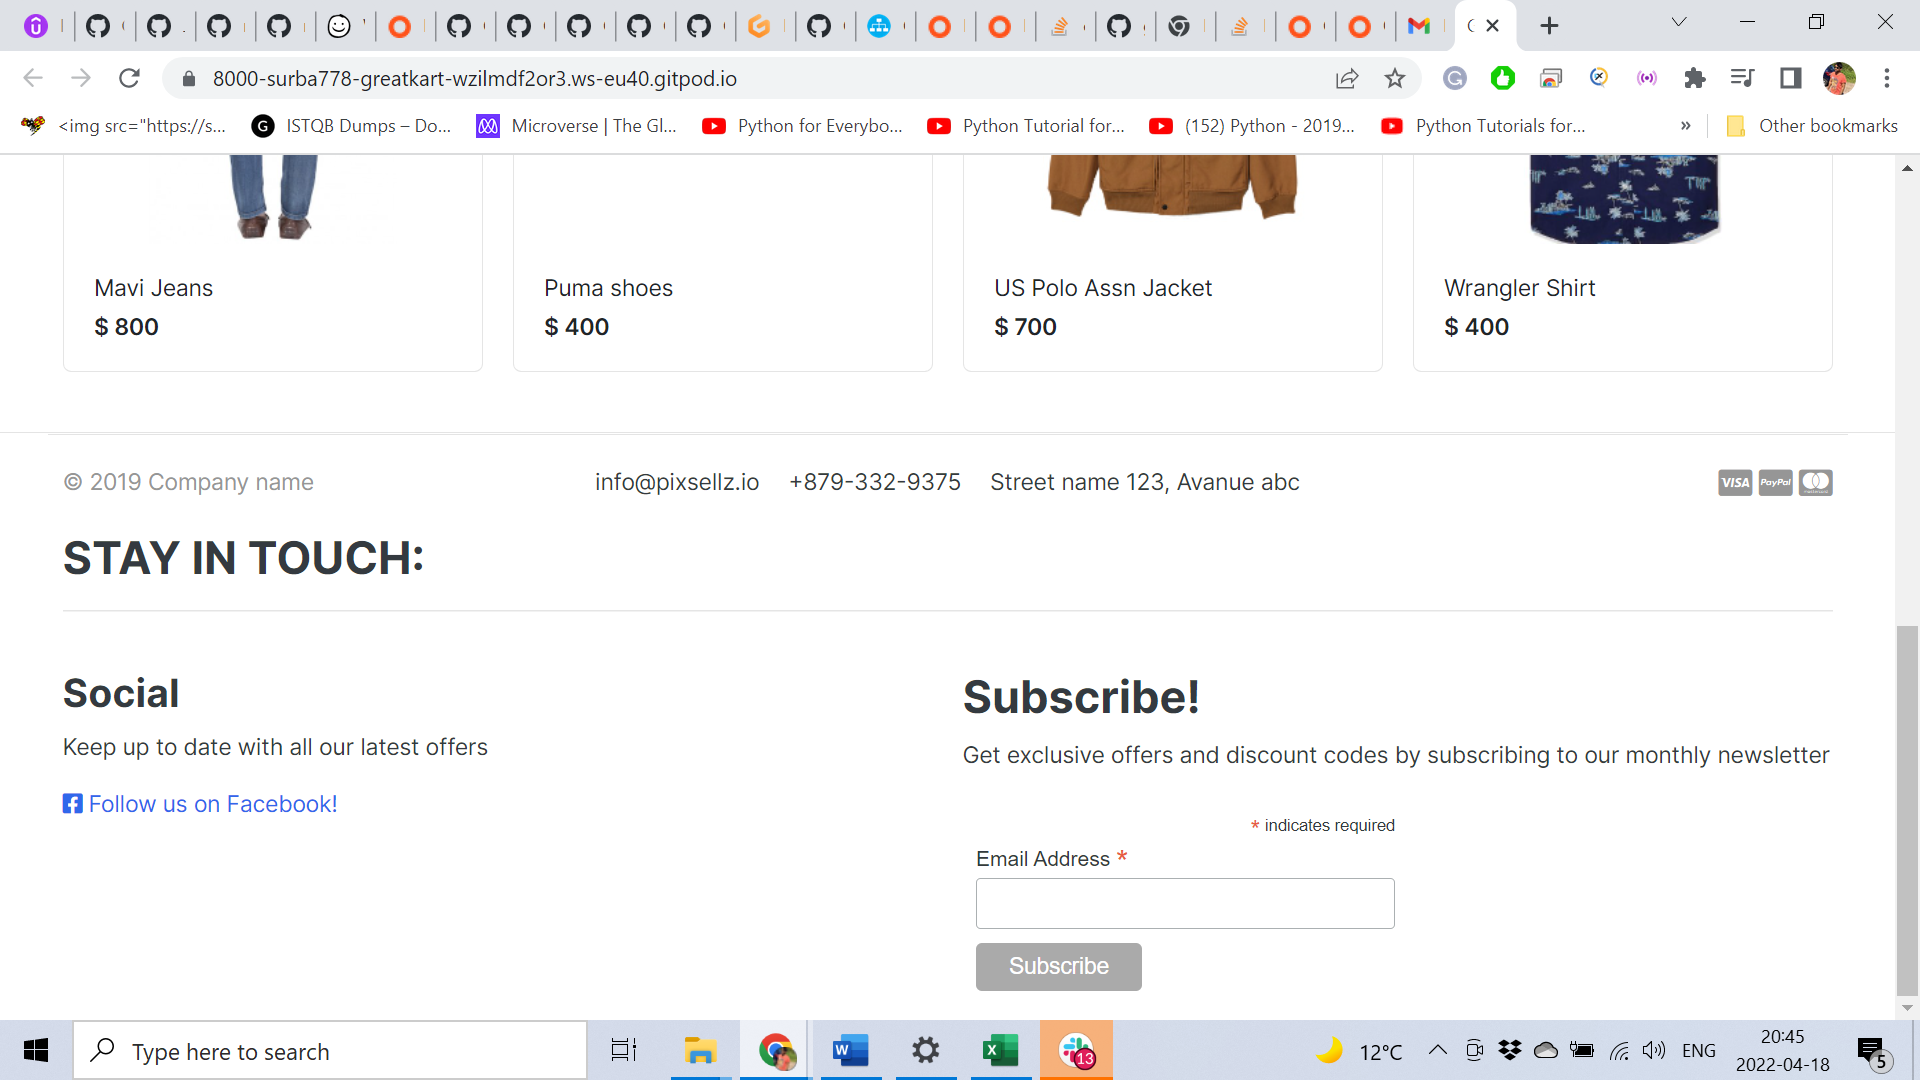 8000-surba778-greatkart-wzilmdf2or3.ws-eu40.gitpod.io
<img src="https://s...
ISTQB Dumps – Do...
Microverse | The Gl...
Python for Everybo...
Python Tutorial for...
(152) Python - 2019...
Python Tutorials for...
»
Other bookmarks
Mavi Jeans
$ 800
Puma shoes
$ 400
US Polo Assn Jacket
$ 700
Wrangler Shirt
$ 400
© 2019 Company name
info@pixsellz.io
+879-332-9375
Street name 123, Avanue abc
VISA
PayPal
STAY IN TOUCH:
Social
Keep up to date with all our latest offers
Follow us on Facebook!
Subscribe!
Get exclusive offers and discount codes by subscribing to our monthly newsletter
* indicates required
Email Address *
Subscribe
Type here to search
13
12°C
ENG
20:45
2022-04-18
5